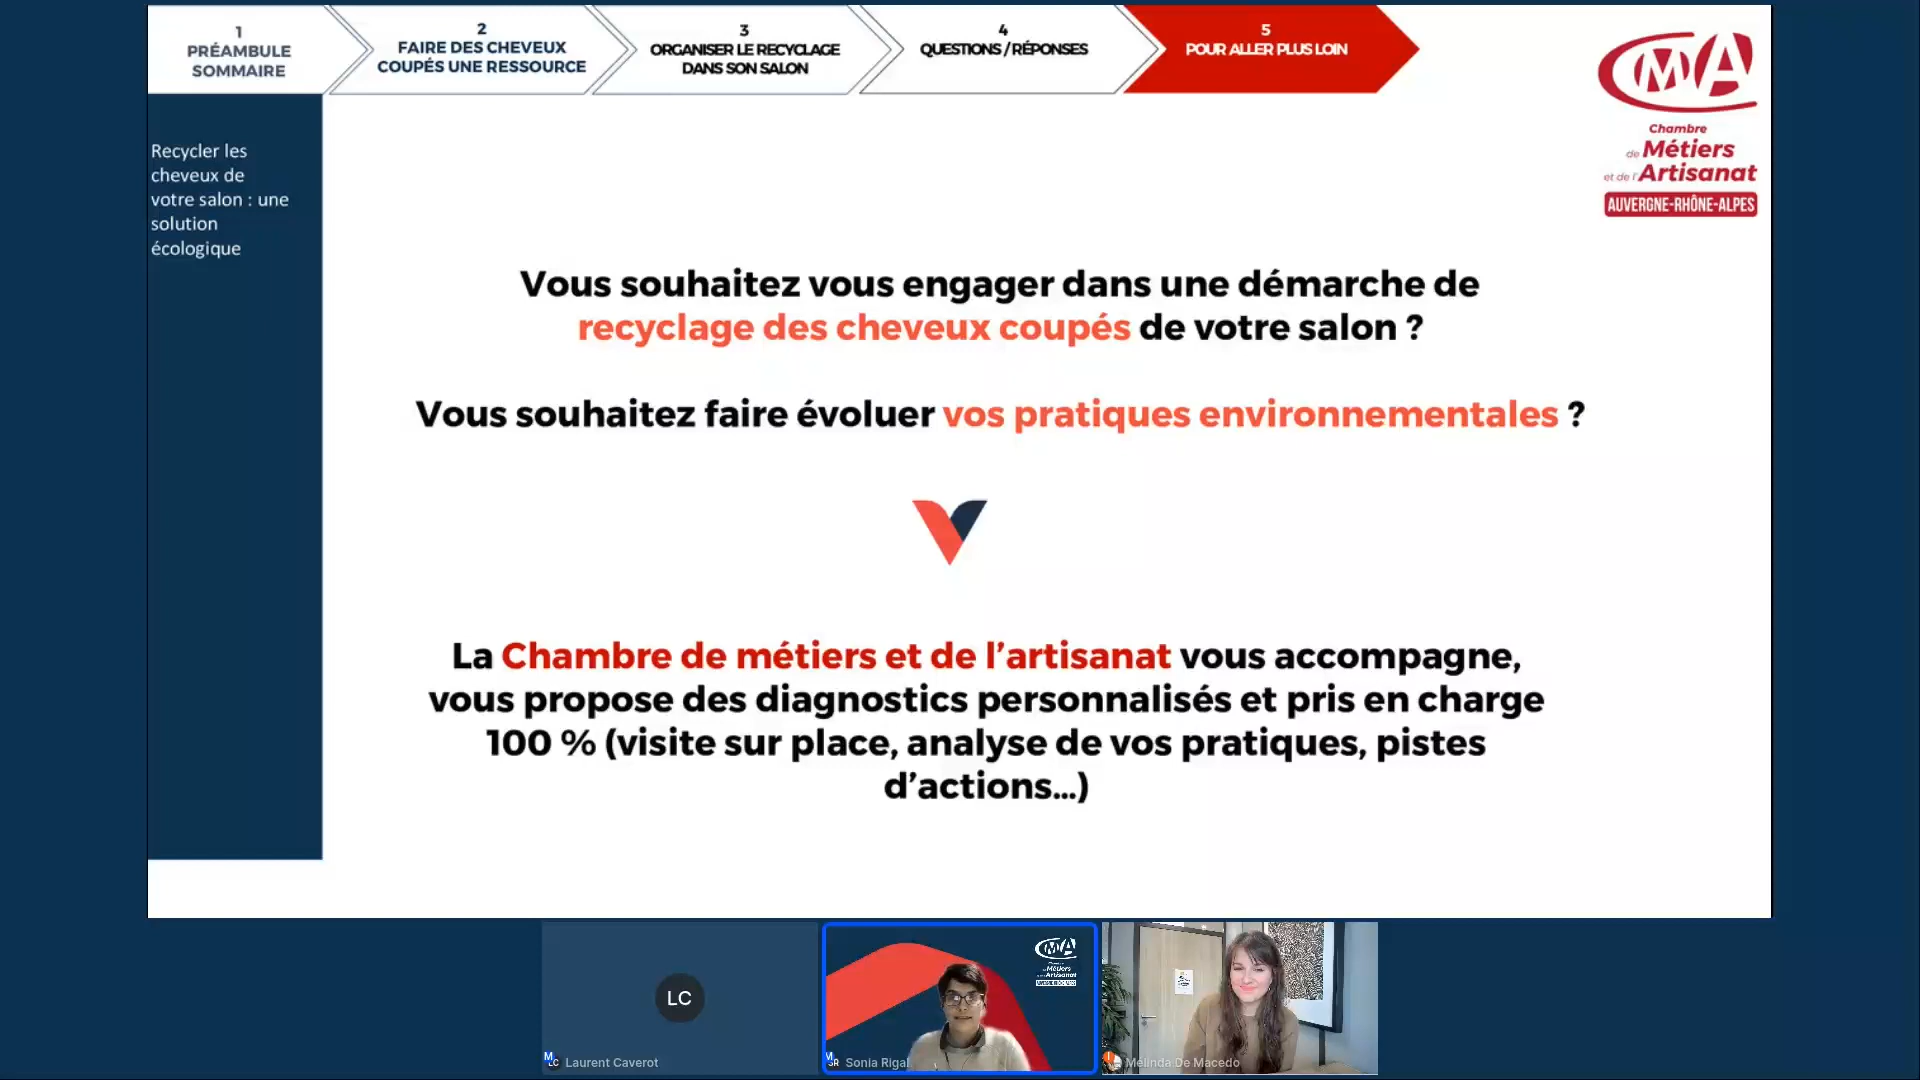 1
PRÉAMBULE
SOMMAIRE
2
FAIRE DES CHEVEUX
COUPÉS UNE RESSOURCE
3
ORGANISER LE RECYCLAGE
DANS SON SALON
4
QUESTIONS / RÉPONSES
5
POUR ALLER PLUS LOIN
CMA
Chambre
de Métiers
et de l'Artisanat
AUVERGNE-RHÔNE-ALPES
Recycler les
cheveux de
votre salon : une
solution
écologique
Vous souhaitez vous engager dans une démarche de
recyclage des cheveux coupés de votre salon ?
Vous souhaitez faire évoluer vos pratiques environnementales ?
La Chambre de métiers et de l’artisanat vous accompagne,
vous propose des diagnostics personnalisés et pris en charge
100 % (visite sur place, analyse de vos pratiques, pistes
d’actions...)
LC
Laurent Caverot
CMA
Sonia Rigal
Mélinda De Macedo